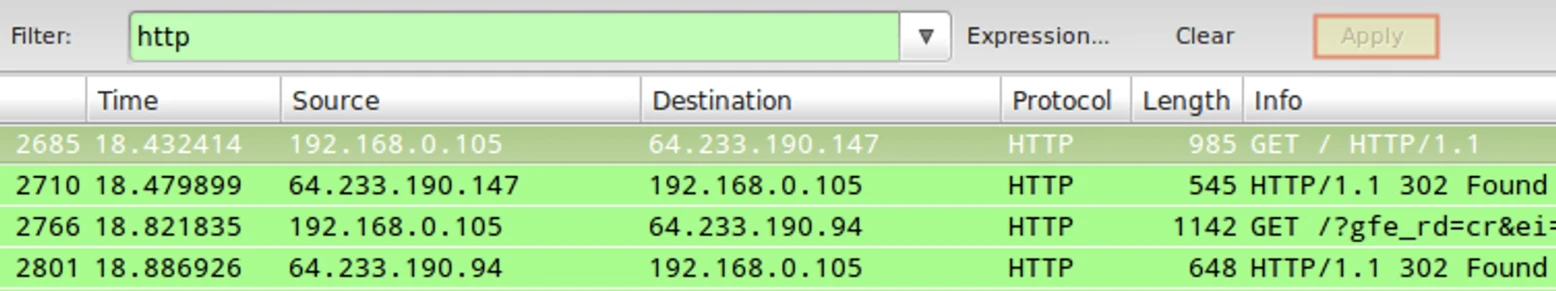 Filter: http Expression... Clear Apply
Time Source Destination Protocol Length Info
2685 18.432414 192.168.0.105 64.233.190.147 HTTP 985 GET / HTTP/1.1
2710 18.479899 64.233.190.147 192.168.0.105 HTTP 545 HTTP/1.1 302 Found
2766 18.821835 192.168.0.105 64.233.190.94 HTTP 1142 GET /?gfe_rd=cr&ei=
2801 18.886926 64.233.190.94 192.168.0.105 HTTP 648 HTTP/1.1 302 Found